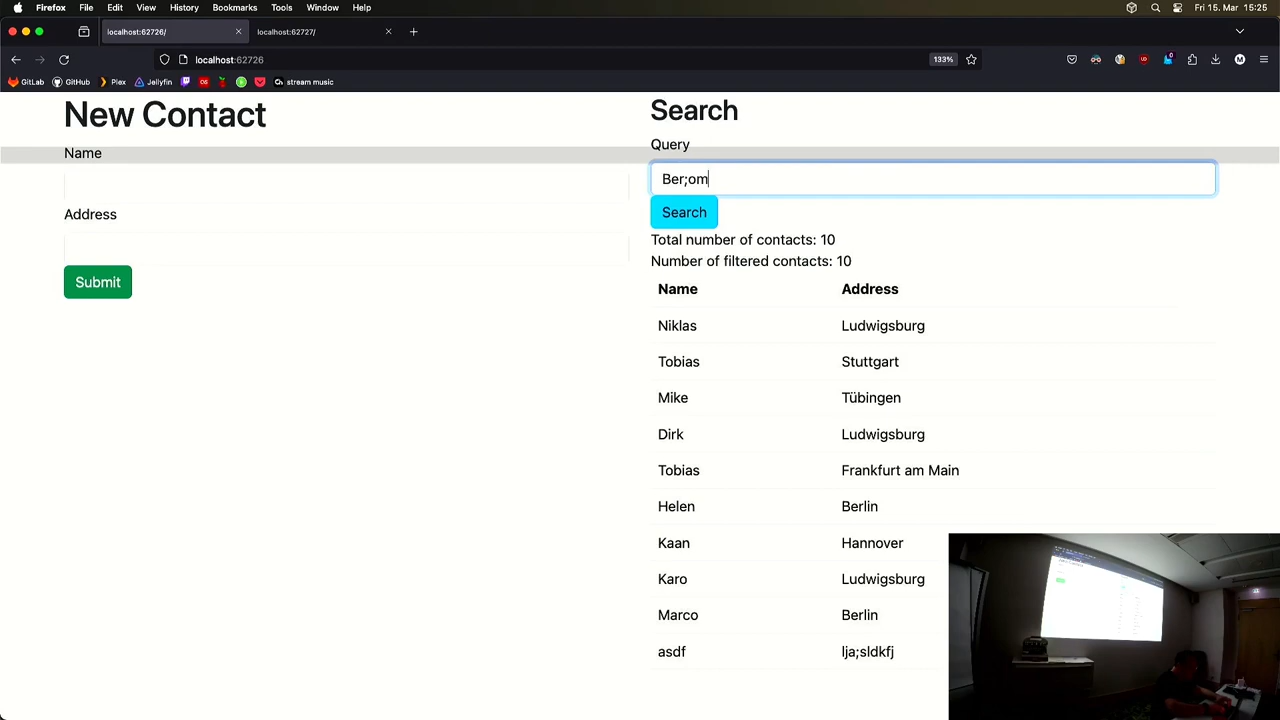 Firefox File Edit View History Bookmarks Tools Window Help Fri 15. Mar 15:25
localhost:62726/ localhost:62727/
localhost:62726 133%
GitLab GitHub Plex Jellyfin stream music
New Contact
Name
Address
Submit
Search
Query
Ber;om
Search
Total number of contacts: 10
Number of filtered contacts: 10
Name Address
Niklas Ludwigsburg
Tobias Stuttgart
Mike Tübingen
Dirk Ludwigsburg
Tobias Frankfurt am Main
Helen Berlin
Kaan Hannover
Karo Ludwigsburg
Marco Berlin
asdf lja;sldkfj